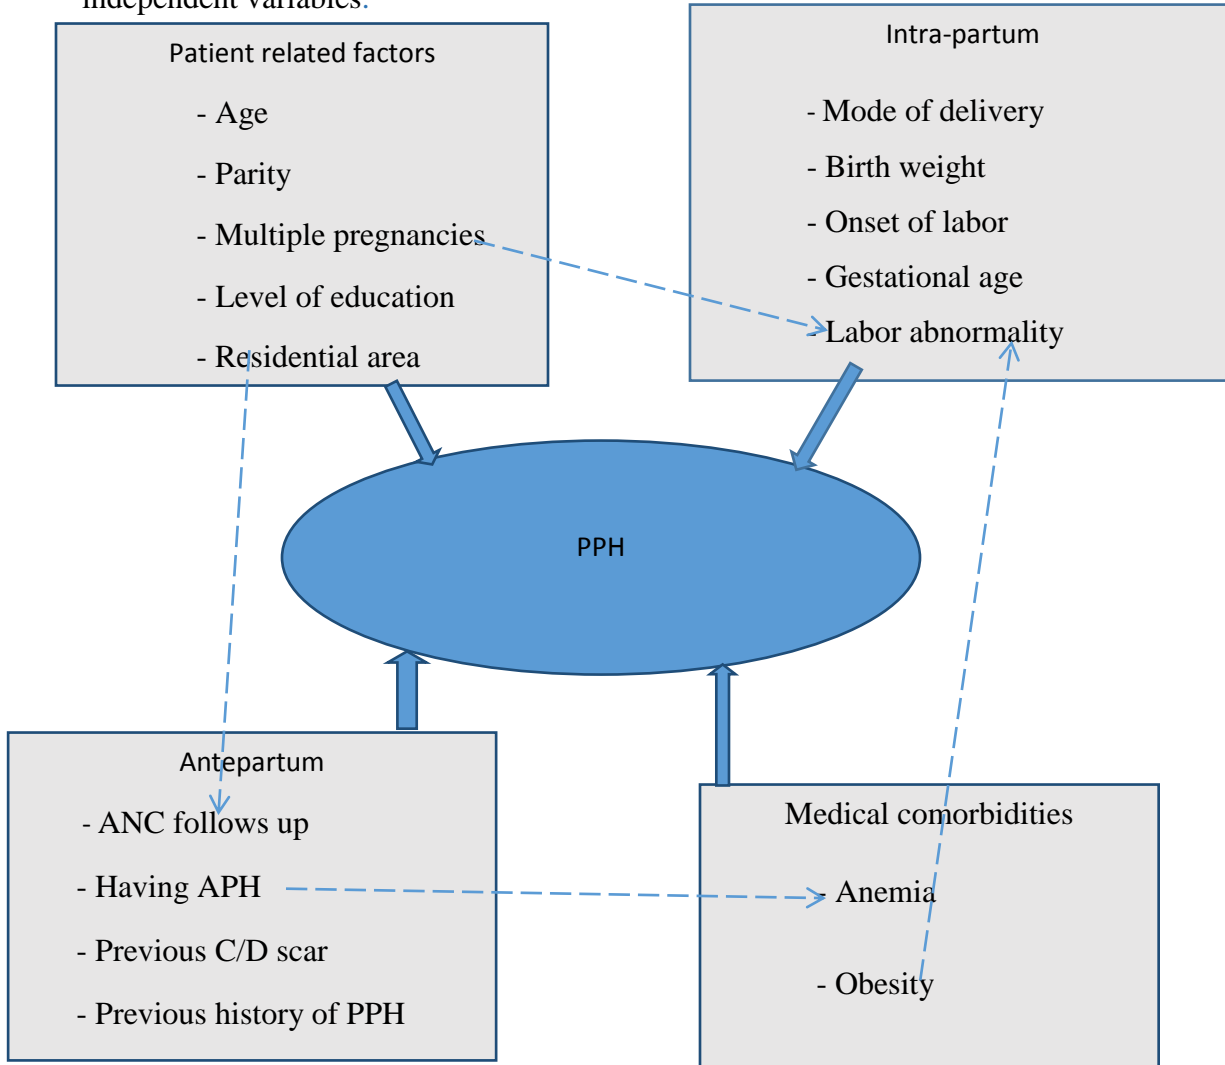 independent variables.
Patient related factors
- Age
- Parity
- Multiple pregnancies
- Level of education
- Residential area
Intra-partum
- Mode of delivery
- Birth weight
- Onset of labor
- Gestational age
- Labor abnormality
PPH
Antepartum
- ANC follows up
- Having APH
- Previous C/D scar
- Previous history of PPH
Medical comorbidities
- Anemia
- Obesity